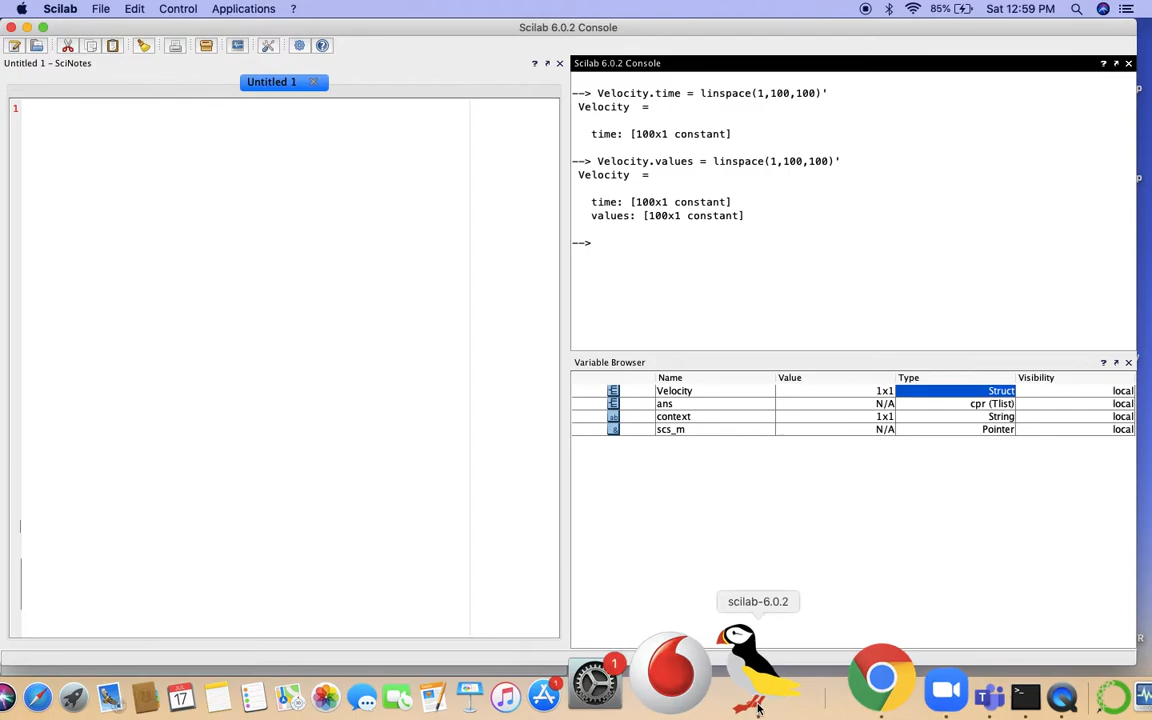 Scilab File Edit Control Applications ? 85% Sat 12:59 PM
Scilab 6.0.2 Console
Untitled 1 - SciNotes ? ↗ ✕
Untitled 1
1
Scilab 6.0.2 Console ? ↗ ✕
--> Velocity.time = linspace(1,100,100)'
Velocity =
time: [100x1 constant]
--> Velocity.values = linspace(1,100,100)'
Velocity =
time: [100x1 constant]
values: [100x1 constant]
-->
Variable Browser ? ↗ ✕
Name Value Type Visibility
Velocity 1x1 Struct local
ans N/A cpr (Tlist) local
context 1x1 String local
scs_m N/A Pointer local
scilab-6.0.2
1
JUL
17
1